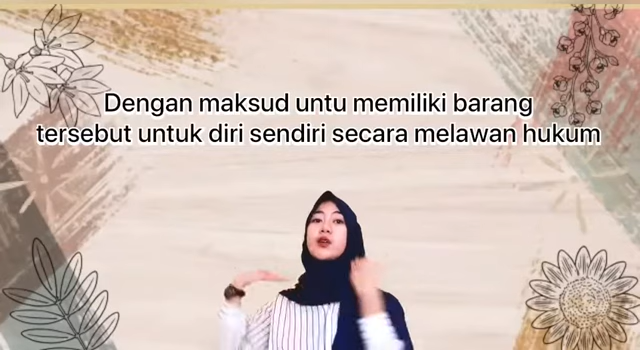 Dengan maksud untu memiliki barang
tersebut untuk diri sendiri secara melawan hukum